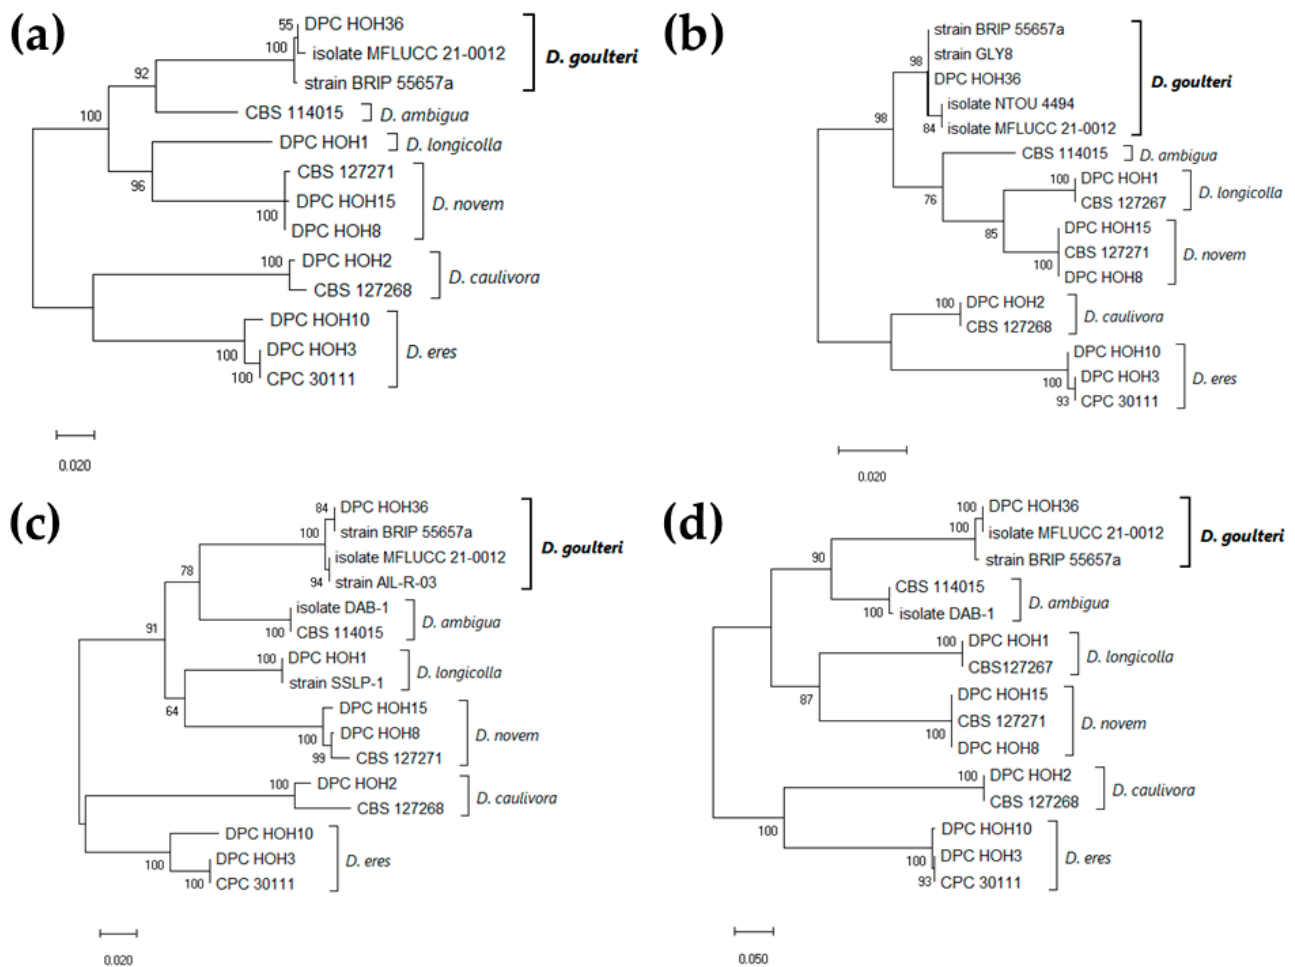 (a)
55
DPC HOH36
100
isolate MFLUCC 21-0012
D. goulteri
strain BRIP 55657a
92
CBS 114015
D. ambigua
100
DPC HOH1
D. longicolla
96
CBS 127271
DPC HOH15
D. novem
100
DPC HOH8
100
DPC HOH2
D. caulivora
CBS 127268
DPC HOH10
100
DPC HOH3
D. eres
100
CPC 30111
0.020
(b)
strain BRIP 55657a
98
strain GLY8
DPC HOH36
D. goulteri
isolate NTOU 4494
98
84
isolate MFLUCC 21-0012
CBS 114015
D. ambigua
100
DPC HOH1
76
CBS 127267
D. longicolla
85
DPC HOH15
CBS 127271
D. novem
100
DPC HOH8
100
DPC HOH2
D. caulivora
CBS 127268
DPC HOH10
100
DPC HOH3
D. eres
93
CPC 30111
0.020
(c)
84
DPC HOH36
100
strain BRIP 55657a
D. goulteri
isolate MFLUCC 21-0012
78
94
strain AIL-R-03
isolate DAB-1
D. ambigua
91
100
CBS 114015
100
DPC HOH1
D. longicolla
strain SSLP-1
64
DPC HOH15
100
DPC HOH8
D. novem
99
CBS 127271
100
DPC HOH2
D. caulivora
CBS 127268
DPC HOH10
100
DPC HOH3
D. eres
100
CPC 30111
0.020
(d)
100
DPC HOH36
100
isolate MFLUCC 21-0012
D. goulteri
90
strain BRIP 55657a
CBS 114015
D. ambigua
100
isolate DAB-1
100
DPC HOH1
D. longicolla
CBS127267
87
DPC HOH15
CBS 127271
D. novem
100
DPC HOH8
100
DPC HOH2
D. caulivora
CBS 127268
100
DPC HOH10
100
DPC HOH3
D. eres
93
CPC 30111
0.050